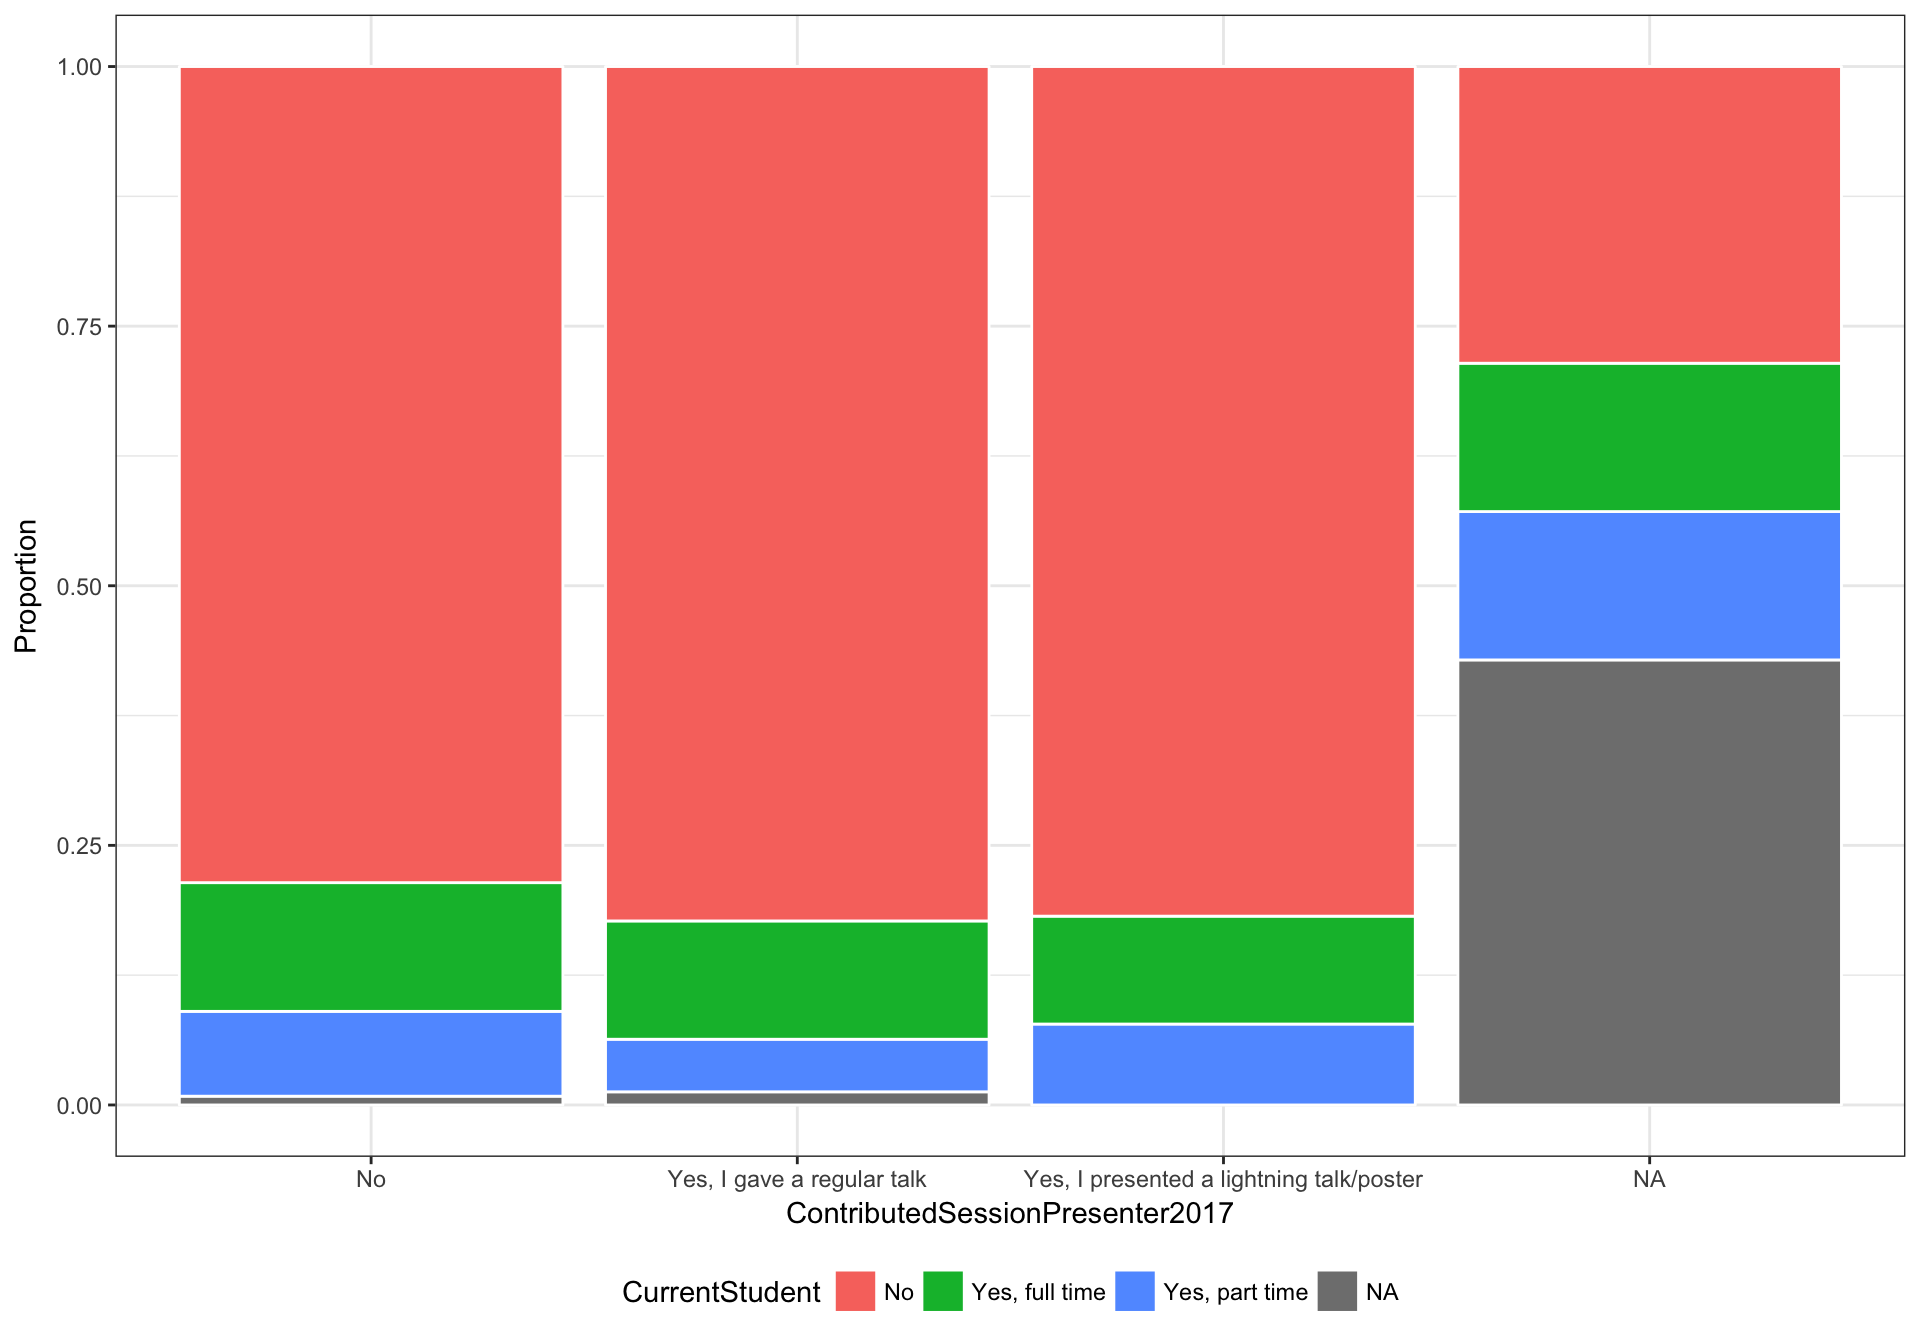 1.00
0.75
0.50
0.25
0.00
Proportion
No Yes, I gave a regular talk Yes, I presented a lightning talk/poster NA
ContributedSessionPresenter2017
CurrentStudent No Yes, full time Yes, part time NA